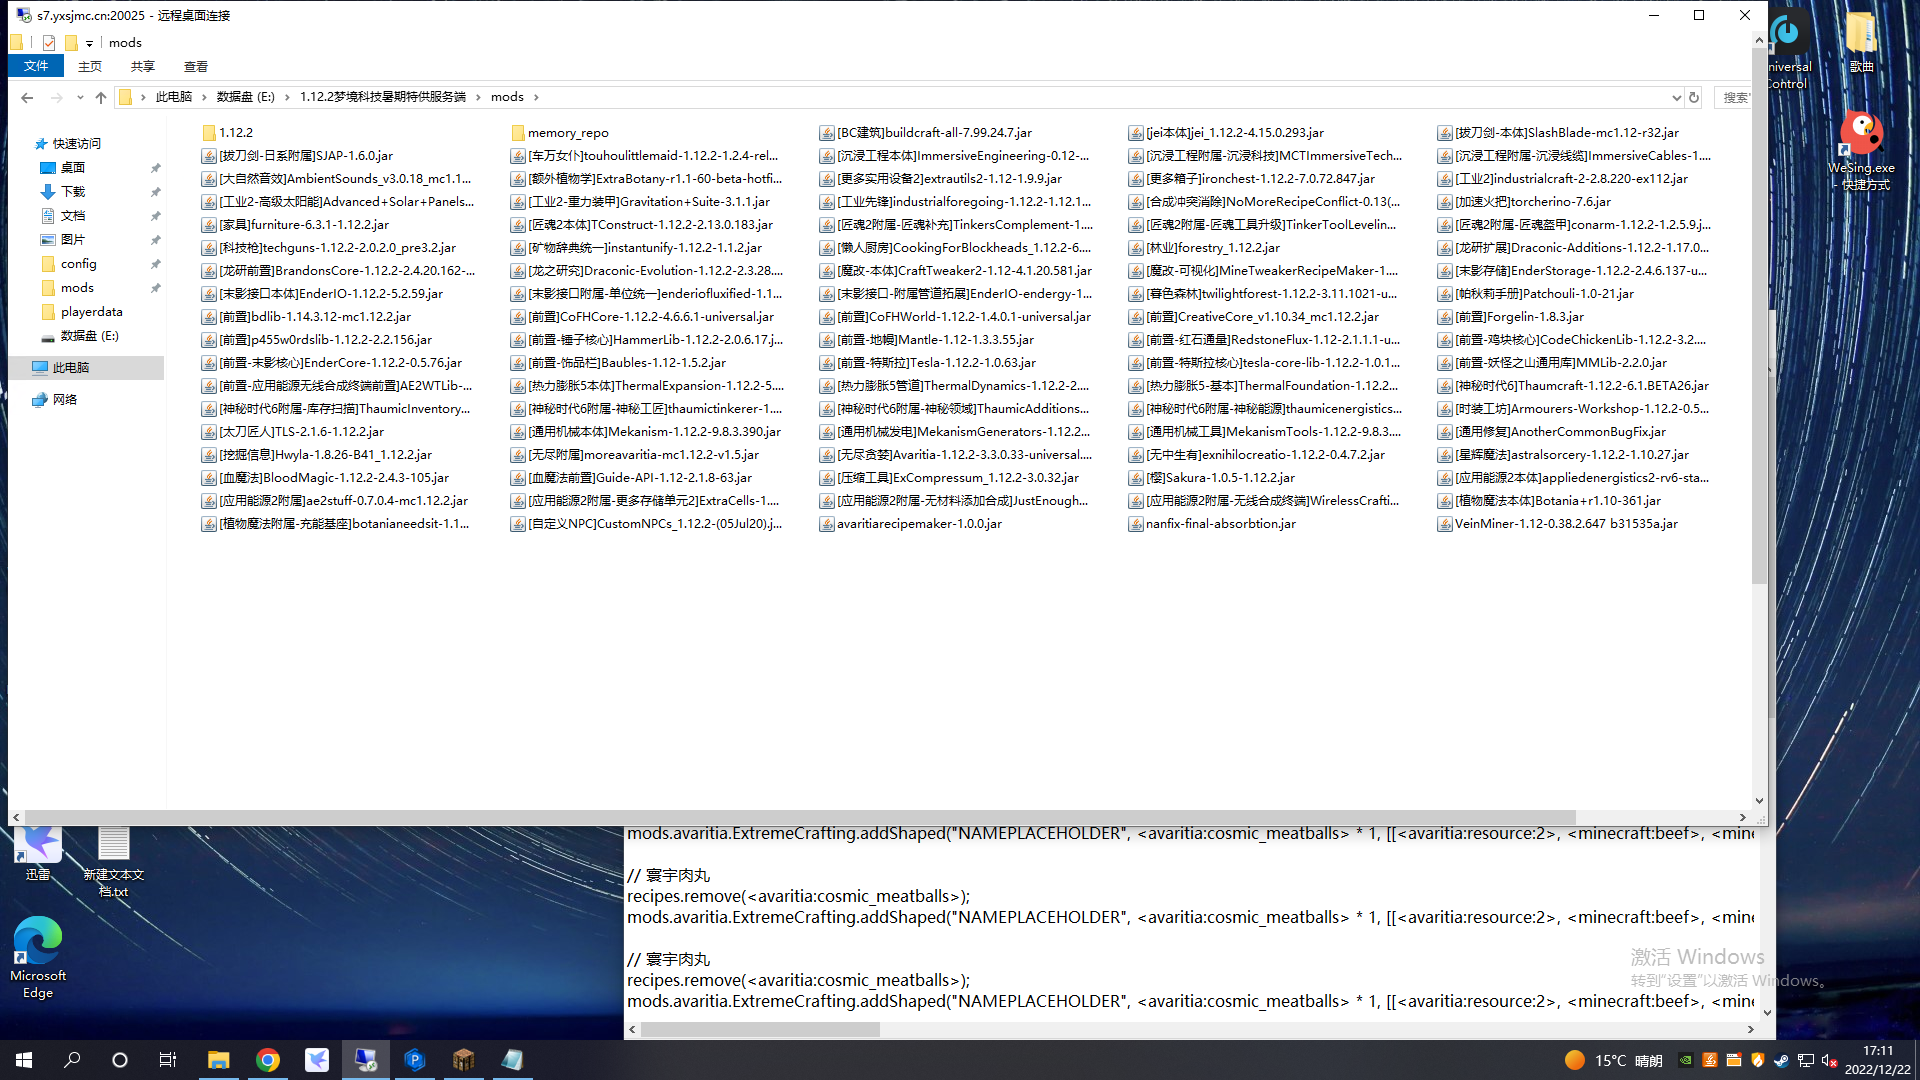 s7.yxsjmc.cn:20025 - 远程桌面连接
mods
文件 主页 共享 查看
此电脑 数据盘 (E:) 1.12.2梦境科技暑期特供服务端 mods
搜索
快速访问
桌面
下载
文档
图片
config
mods
playerdata
数据盘 (E:)
此电脑
网络
1.12.2
memory_repo
[BC建筑]buildcraft-all-7.99.24.7.jar
[jei本体]jei_1.12.2-4.15.0.293.jar
[拔刀剑-本体]SlashBlade-mc1.12-r32.jar
[拔刀剑-日系附属]SJAP-1.6.0.jar
[车万女仆]touhoulittlemaid-1.12.2-1.2.4-rel...
[沉浸工程本体]ImmersiveEngineering-0.12-...
[沉浸工程附属-沉浸科技]MCTImmersiveTech...
[沉浸工程附属-沉浸线缆]ImmersiveCables-1....
[大自然音效]AmbientSounds_v3.0.18_mc1.1...
[额外植物学]ExtraBotany-r1.1-60-beta-hotfi...
[更多实用设备2]extrautils2-1.12-1.9.9.jar
[更多箱子]ironchest-1.12.2-7.0.72.847.jar
[工业2]industrialcraft-2-2.8.220-ex112.jar
[工业2-高级太阳能]Advanced+Solar+Panels...
[工业2-重力装甲]Gravitation+Suite-3.1.1.jar
[工业先锋]industrialforegoing-1.12.2-1.12.1...
[合成冲突消除]NoMoreRecipeConflict-0.13(...
[加速火把]torcherino-7.6.jar
[家具]furniture-6.3.1-1.12.2.jar
[匠魂2本体]TConstruct-1.12.2-2.13.0.183.jar
[匠魂2附属-匠魂补充]TinkersComplement-1....
[匠魂2附属-匠魂工具升级]TinkerToolLevelin...
[匠魂2附属-匠魂盔甲]conarm-1.12.2-1.2.5.9.j...
[科技枪]techguns-1.12.2-2.0.2.0_pre3.2.jar
[矿物辞典统一]instantunify-1.12.2-1.1.2.jar
[懒人厨房]CookingForBlockheads_1.12.2-6....
[林业]forestry_1.12.2.jar
[龙研扩展]Draconic-Additions-1.12.2-1.17.0...
[龙研前置]BrandonsCore-1.12.2-2.4.20.162-...
[龙之研究]Draconic-Evolution-1.12.2-2.3.28....
[魔改-本体]CraftTweaker2-1.12-4.1.20.581.jar
[魔改-可视化]MineTweakerRecipeMaker-1....
[末影存储]EnderStorage-1.12.2-2.4.6.137-u...
[末影接口本体]EnderIO-1.12.2-5.2.59.jar
[末影接口附属-单位统一]enderiofluxified-1.1...
[末影接口-附属管道拓展]EnderIO-endergy-1...
[暮色森林]twilightforest-1.12.2-3.11.1021-u...
[帕秋莉手册]Patchouli-1.0-21.jar
[前置]bdlib-1.14.3.12-mc1.12.2.jar
[前置]CoFHCore-1.12.2-4.6.6.1-universal.jar
[前置]CoFHWorld-1.12.2-1.4.0.1-universal.jar
[前置]CreativeCore_v1.10.34_mc1.12.2.jar
[前置]Forgelin-1.8.3.jar
[前置]p455w0rdslib-1.12.2-2.2.156.jar
[前置-锤子核心]HammerLib-1.12.2-2.0.6.17.j...
[前置-地幔]Mantle-1.12-1.3.3.55.jar
[前置-红石通量]RedstoneFlux-1.12-2.1.1.1-u...
[前置-鸡块核心]CodeChickenLib-1.12.2-3.2....
[前置-末影核心]EnderCore-1.12.2-0.5.76.jar
[前置-饰品栏]Baubles-1.12-1.5.2.jar
[前置-特斯拉]Tesla-1.12.2-1.0.63.jar
[前置-特斯拉核心]tesla-core-lib-1.12.2-1.0.1...
[前置-妖怪之山通用库]MMLib-2.2.0.jar
[前置-应用能源无线合成终端前置]AE2WTLib-...
[热力膨胀5本体]ThermalExpansion-1.12.2-5....
[热力膨胀5管道]ThermalDynamics-1.12.2-2....
[热力膨胀5-基本]ThermalFoundation-1.12.2...
[神秘时代6]Thaumcraft-1.12.2-6.1.BETA26.jar
[神秘时代6附属-库存扫描]ThaumicInventory...
[神秘时代6附属-神秘工匠]thaumictinkerer-1....
[神秘时代6附属-神秘领域]ThaumicAdditions...
[神秘时代6附属-神秘能源]thaumicenergistics...
[时装工坊]Armourers-Workshop-1.12.2-0.5...
[太刀匠人]TLS-2.1.6-1.12.2.jar
[通用机械本体]Mekanism-1.12.2-9.8.3.390.jar
[通用机械发电]MekanismGenerators-1.12.2...
[通用机械工具]MekanismTools-1.12.2-9.8.3....
[通用修复]AnotherCommonBugFix.jar
[挖掘信息]Hwyla-1.8.26-B41_1.12.2.jar
[无尽附属]moreavaritia-mc1.12.2-v1.5.jar
[无尽贪婪]Avaritia-1.12.2-3.3.0.33-universal....
[无中生有]exnihilocreatio-1.12.2-0.4.7.2.jar
[星辉魔法]astralsorcery-1.12.2-1.10.27.jar
[血魔法]BloodMagic-1.12.2-2.4.3-105.jar
[血魔法前置]Guide-API-1.12-2.1.8-63.jar
[压缩工具]ExCompressum_1.12.2-3.0.32.jar
[樱]Sakura-1.0.5-1.12.2.jar
[应用能源2本体]appliedenergistics2-rv6-sta...
[应用能源2附属]ae2stuff-0.7.0.4-mc1.12.2.jar
[应用能源2附属-更多存储单元2]ExtraCells-1....
[应用能源2附属-无材料添加合成]JustEnough...
[应用能源2附属-无线合成终端]WirelessCrafti...
[植物魔法本体]Botania+r1.10-361.jar
[植物魔法附属-充能基座]botanianeedsit-1.1...
[自定义NPC]CustomNPCs_1.12.2-(05Jul20).j...
avaritiarecipemaker-1.0.0.jar
nanfix-final-absorbtion.jar
VeinMiner-1.12-0.38.2.647 b31535a.jar
niversal
Control
歌曲
WeSing.exe
- 快捷方式
迅雷
新建文本文
档.txt
Microsoft
Edge
mods.avaritia.ExtremeCrafting.addShaped("NAMEPLACEHOLDER", <avaritia:cosmic_meatballs> * 1, [[<avaritia:resource:2>, <minecraft:beef>, <mine
// 寰宇肉丸
recipes.remove(<avaritia:cosmic_meatballs>);
mods.avaritia.ExtremeCrafting.addShaped("NAMEPLACEHOLDER", <avaritia:cosmic_meatballs> * 1, [[<avaritia:resource:2>, <minecraft:beef>, <mine
// 寰宇肉丸
recipes.remove(<avaritia:cosmic_meatballs>);
mods.avaritia.ExtremeCrafting.addShaped("NAMEPLACEHOLDER", <avaritia:cosmic_meatballs> * 1, [[<avaritia:resource:2>, <minecraft:beef>, <mine
激活 Windows
转到“设置”以激活 Windows。
15°C 晴朗
17:11
2022/12/22